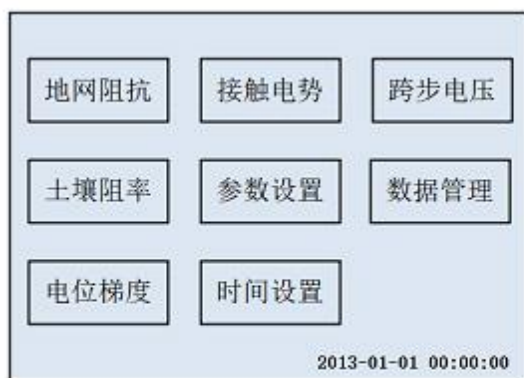 地网阻抗 接触电势 跨步电压
土壤阻率 参数设置 数据管理
电位梯度 时间设置
2013-01-01 00:00:00